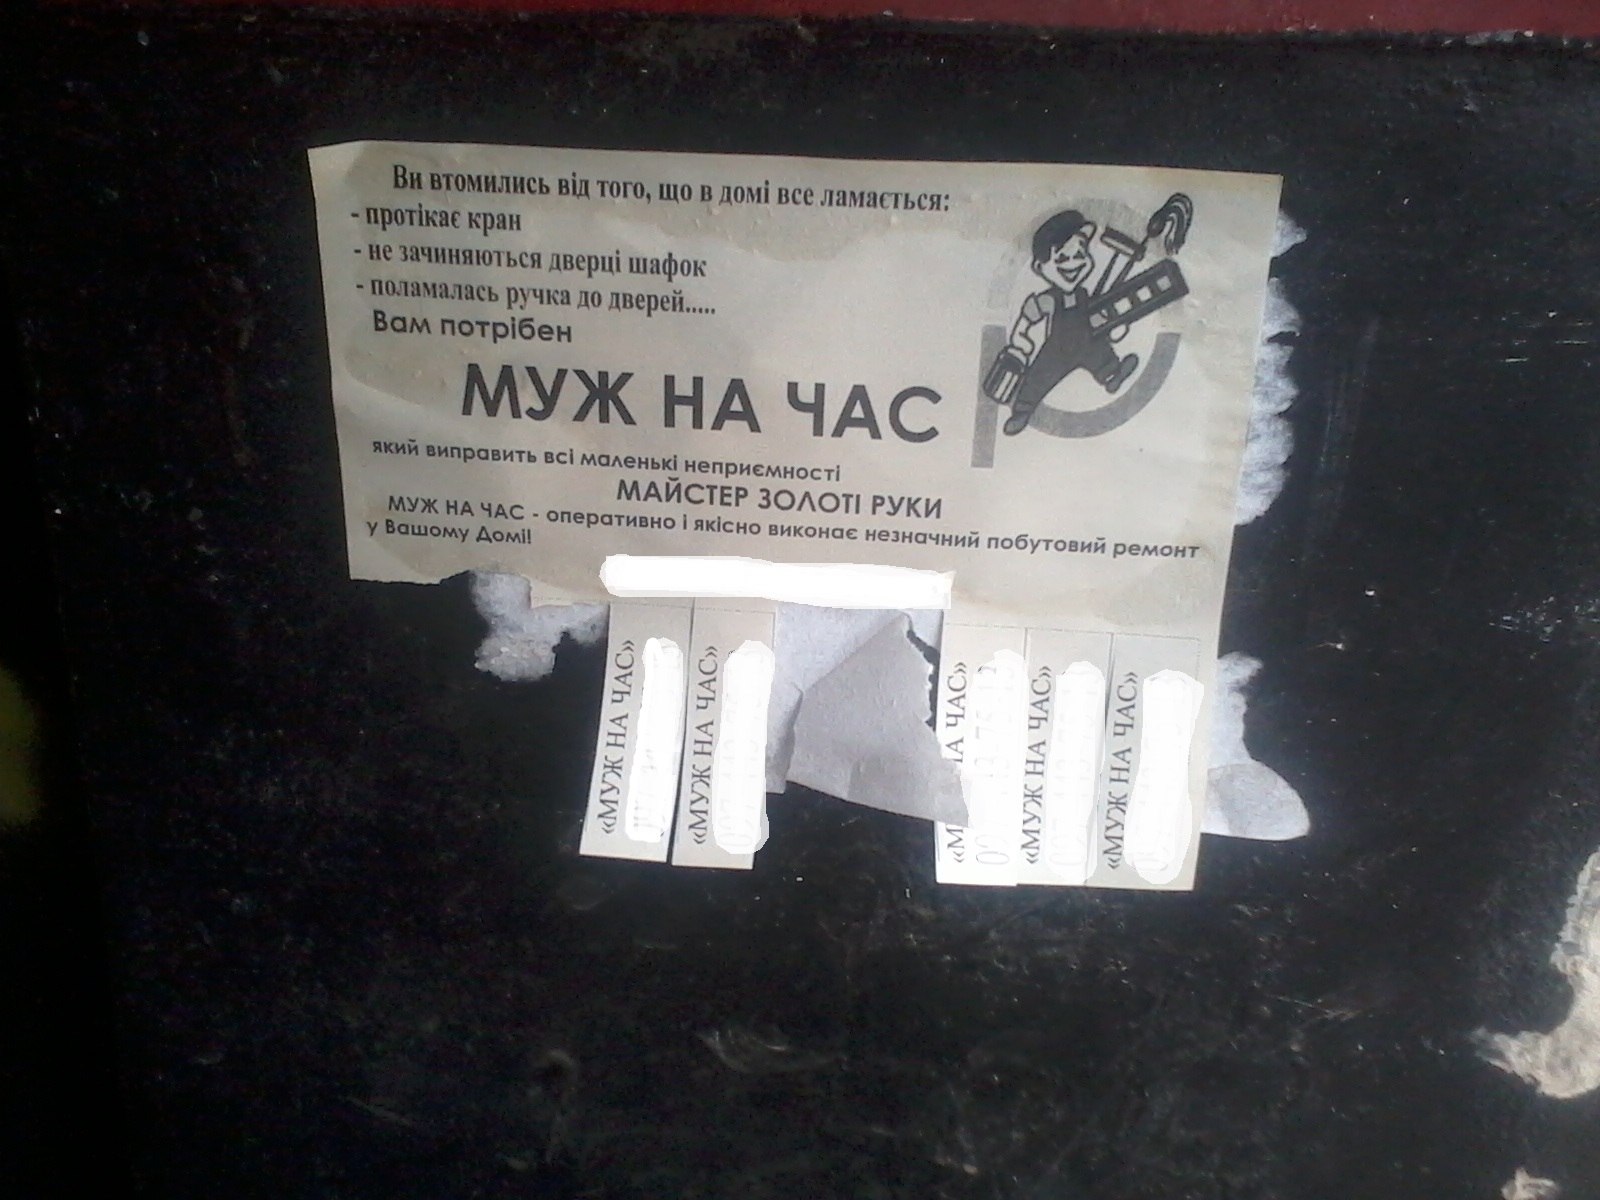 Ви втомились від того, що в домі все ламається:
- протікає кран
- не зачиняються дверці шафок
- поламалась ручка до дверей.....
Вам потрібен
МУЖ НА ЧАС
який виправить всі маленькі неприємності
МАЙСТЕР ЗОЛОТІ РУКИ
МУЖ НА ЧАС - оперативно і якісно виконає незначний побутовий ремонт
у Вашому Домі!
«МУЖ НА ЧАС»
«МУЖ НА ЧАС»
НА ЧАС»
«МУЖ НА ЧАС»
«МУЖ НА ЧАС»